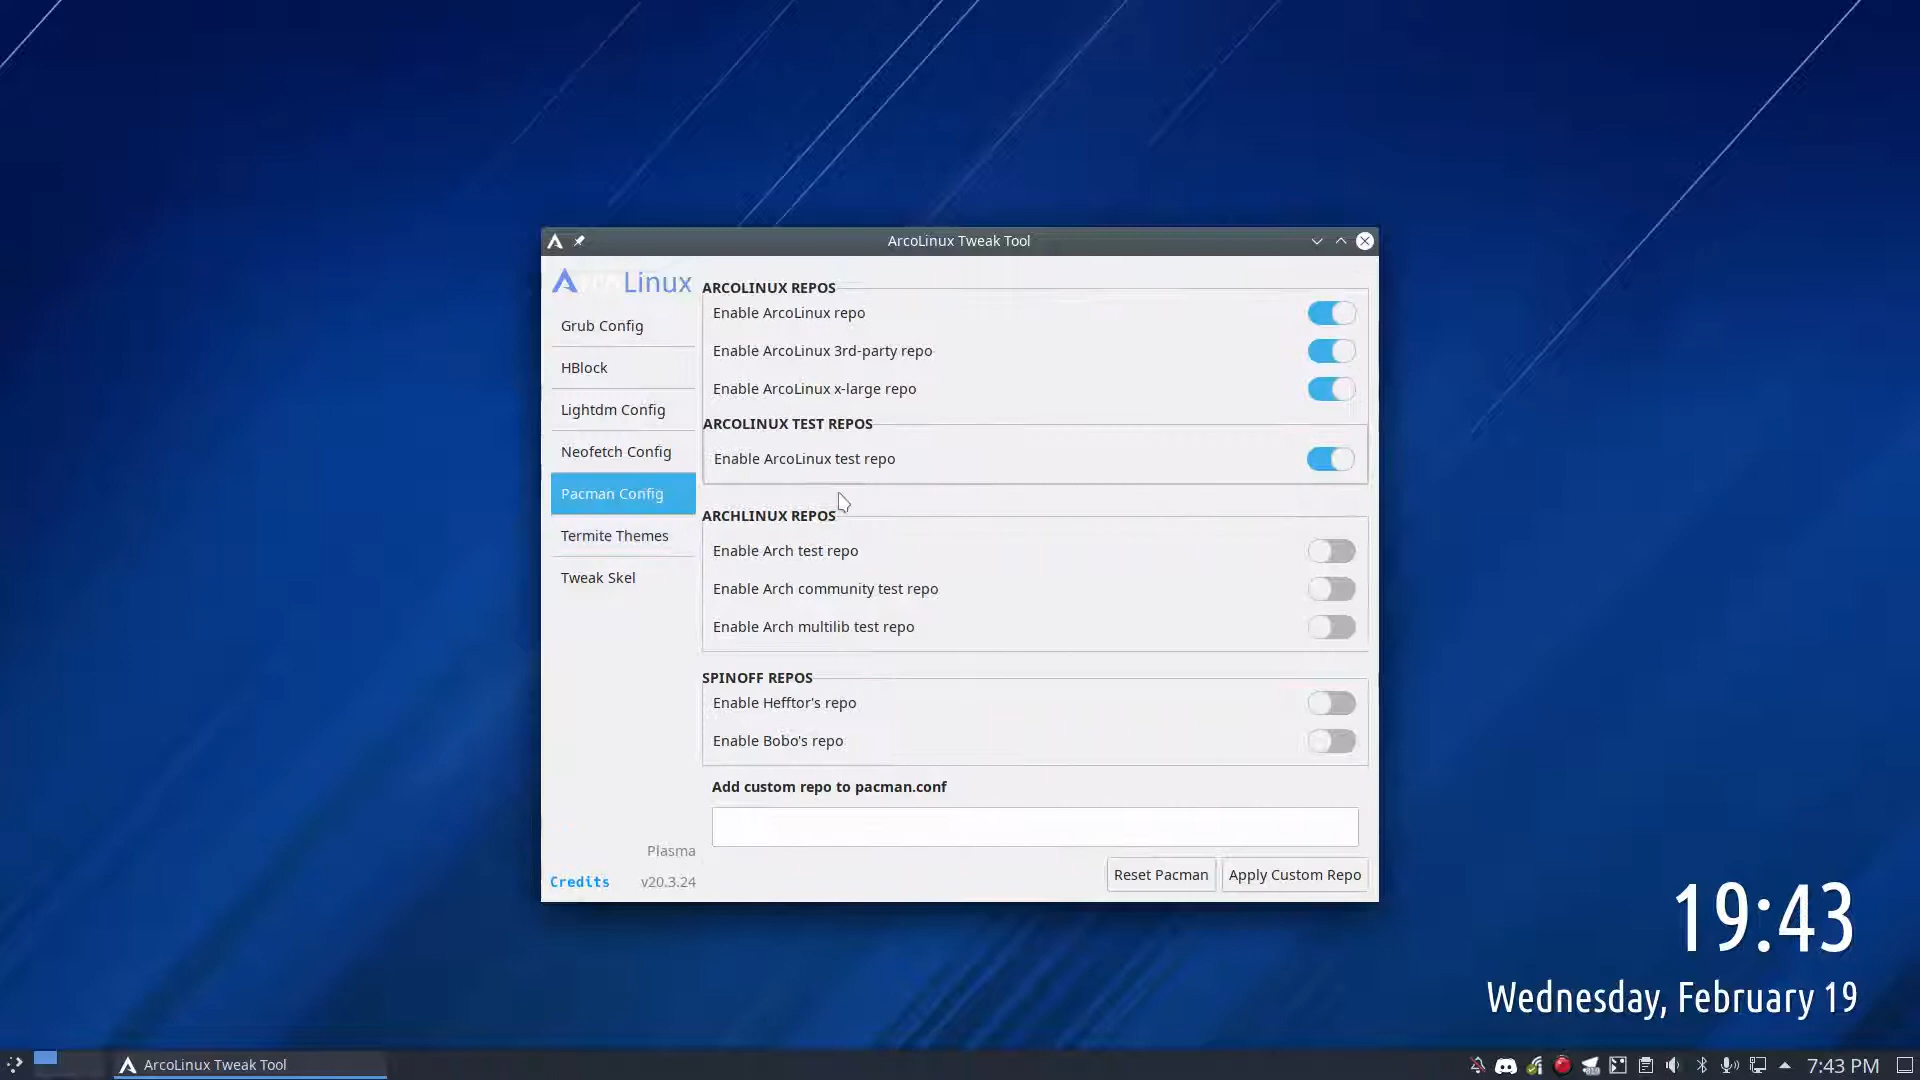 ArcoLinux Tweak Tool
ArcoLinux
Grub Config
HBlock
Lightdm Config
Neofetch Config
Pacman Config
Termite Themes
Tweak Skel
Plasma
Credits v20.3.24
ARCOLINUX REPOS
Enable ArcoLinux repo
Enable ArcoLinux 3rd-party repo
Enable ArcoLinux x-large repo
ARCOLINUX TEST REPOS
Enable ArcoLinux test repo
ARCHLINUX REPOS
Enable Arch test repo
Enable Arch community test repo
Enable Arch multilib test repo
SPINOFF REPOS
Enable Hefftor's repo
Enable Bobo's repo
Add custom repo to pacman.conf
Reset Pacman
Apply Custom Repo
19:43
Wednesday, February 19
ArcoLinux Tweak Tool
7:43 PM